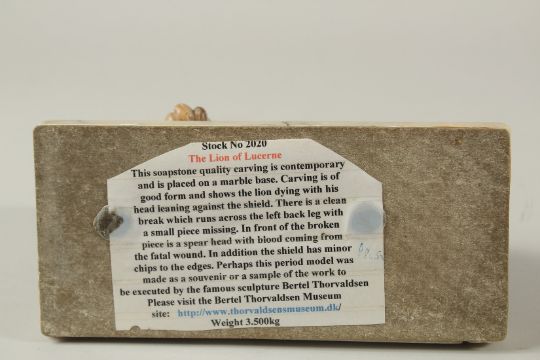 Stock No 2020
The Lion of Lucerne
This soapstone quality carving is contemporary
and is placed on a marble base. Carving is of
good form and shows the lion dying with his
head leaning against the shield. There is a clean
break which runs across the left back leg with
a small piece missing. In front of the broken
piece is a spear head with blood coming from
the fatal wound. In addition the shield has minor
chips to the edges. Perhaps this period model was
made as a souvenir or a sample of the work to
be executed by the famous sculpture Bertel Thorvaldsen
Please visit the Bertel Thorvaldsen Museum
site: http://www.thorvaldsensmuseum.dk/
Weight 3.500kg